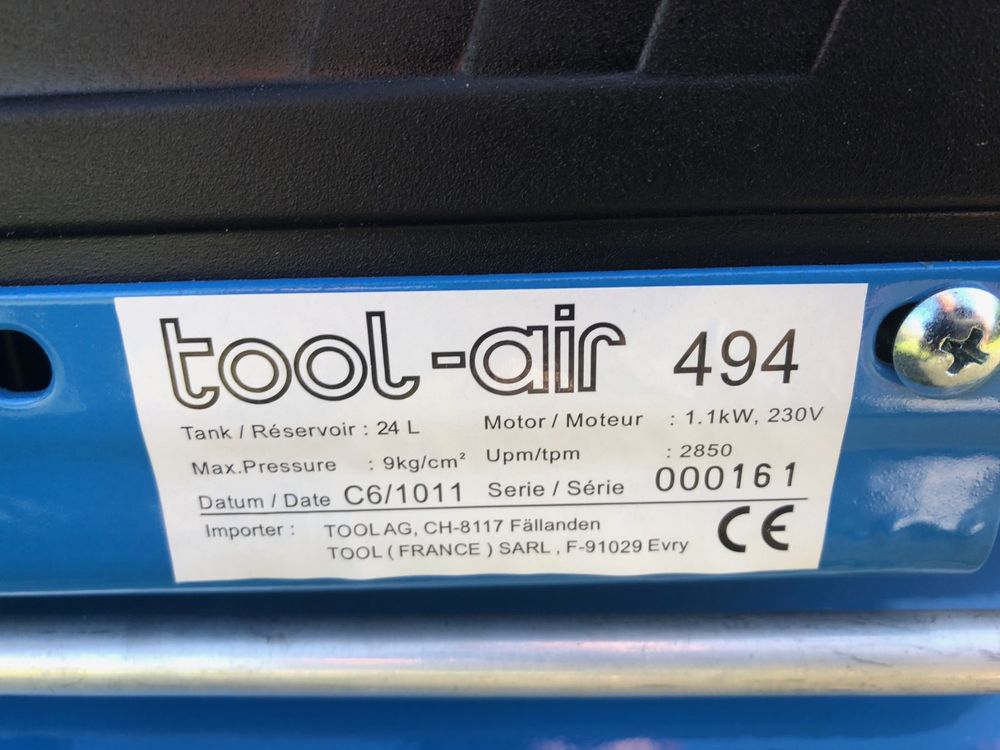 tool-air 494
Tank / Réservoir : 24 L Motor / Moteur : 1.1kW, 230V
Max.Pressure : 9kg/cm² Upm/tpm : 2850
Datum / Date C6/1011 Serie / Série 000161
Importer : TOOL AG, CH-8117 Fällanden
TOOL ( FRANCE ) SARL , F-91029 Evry
CE